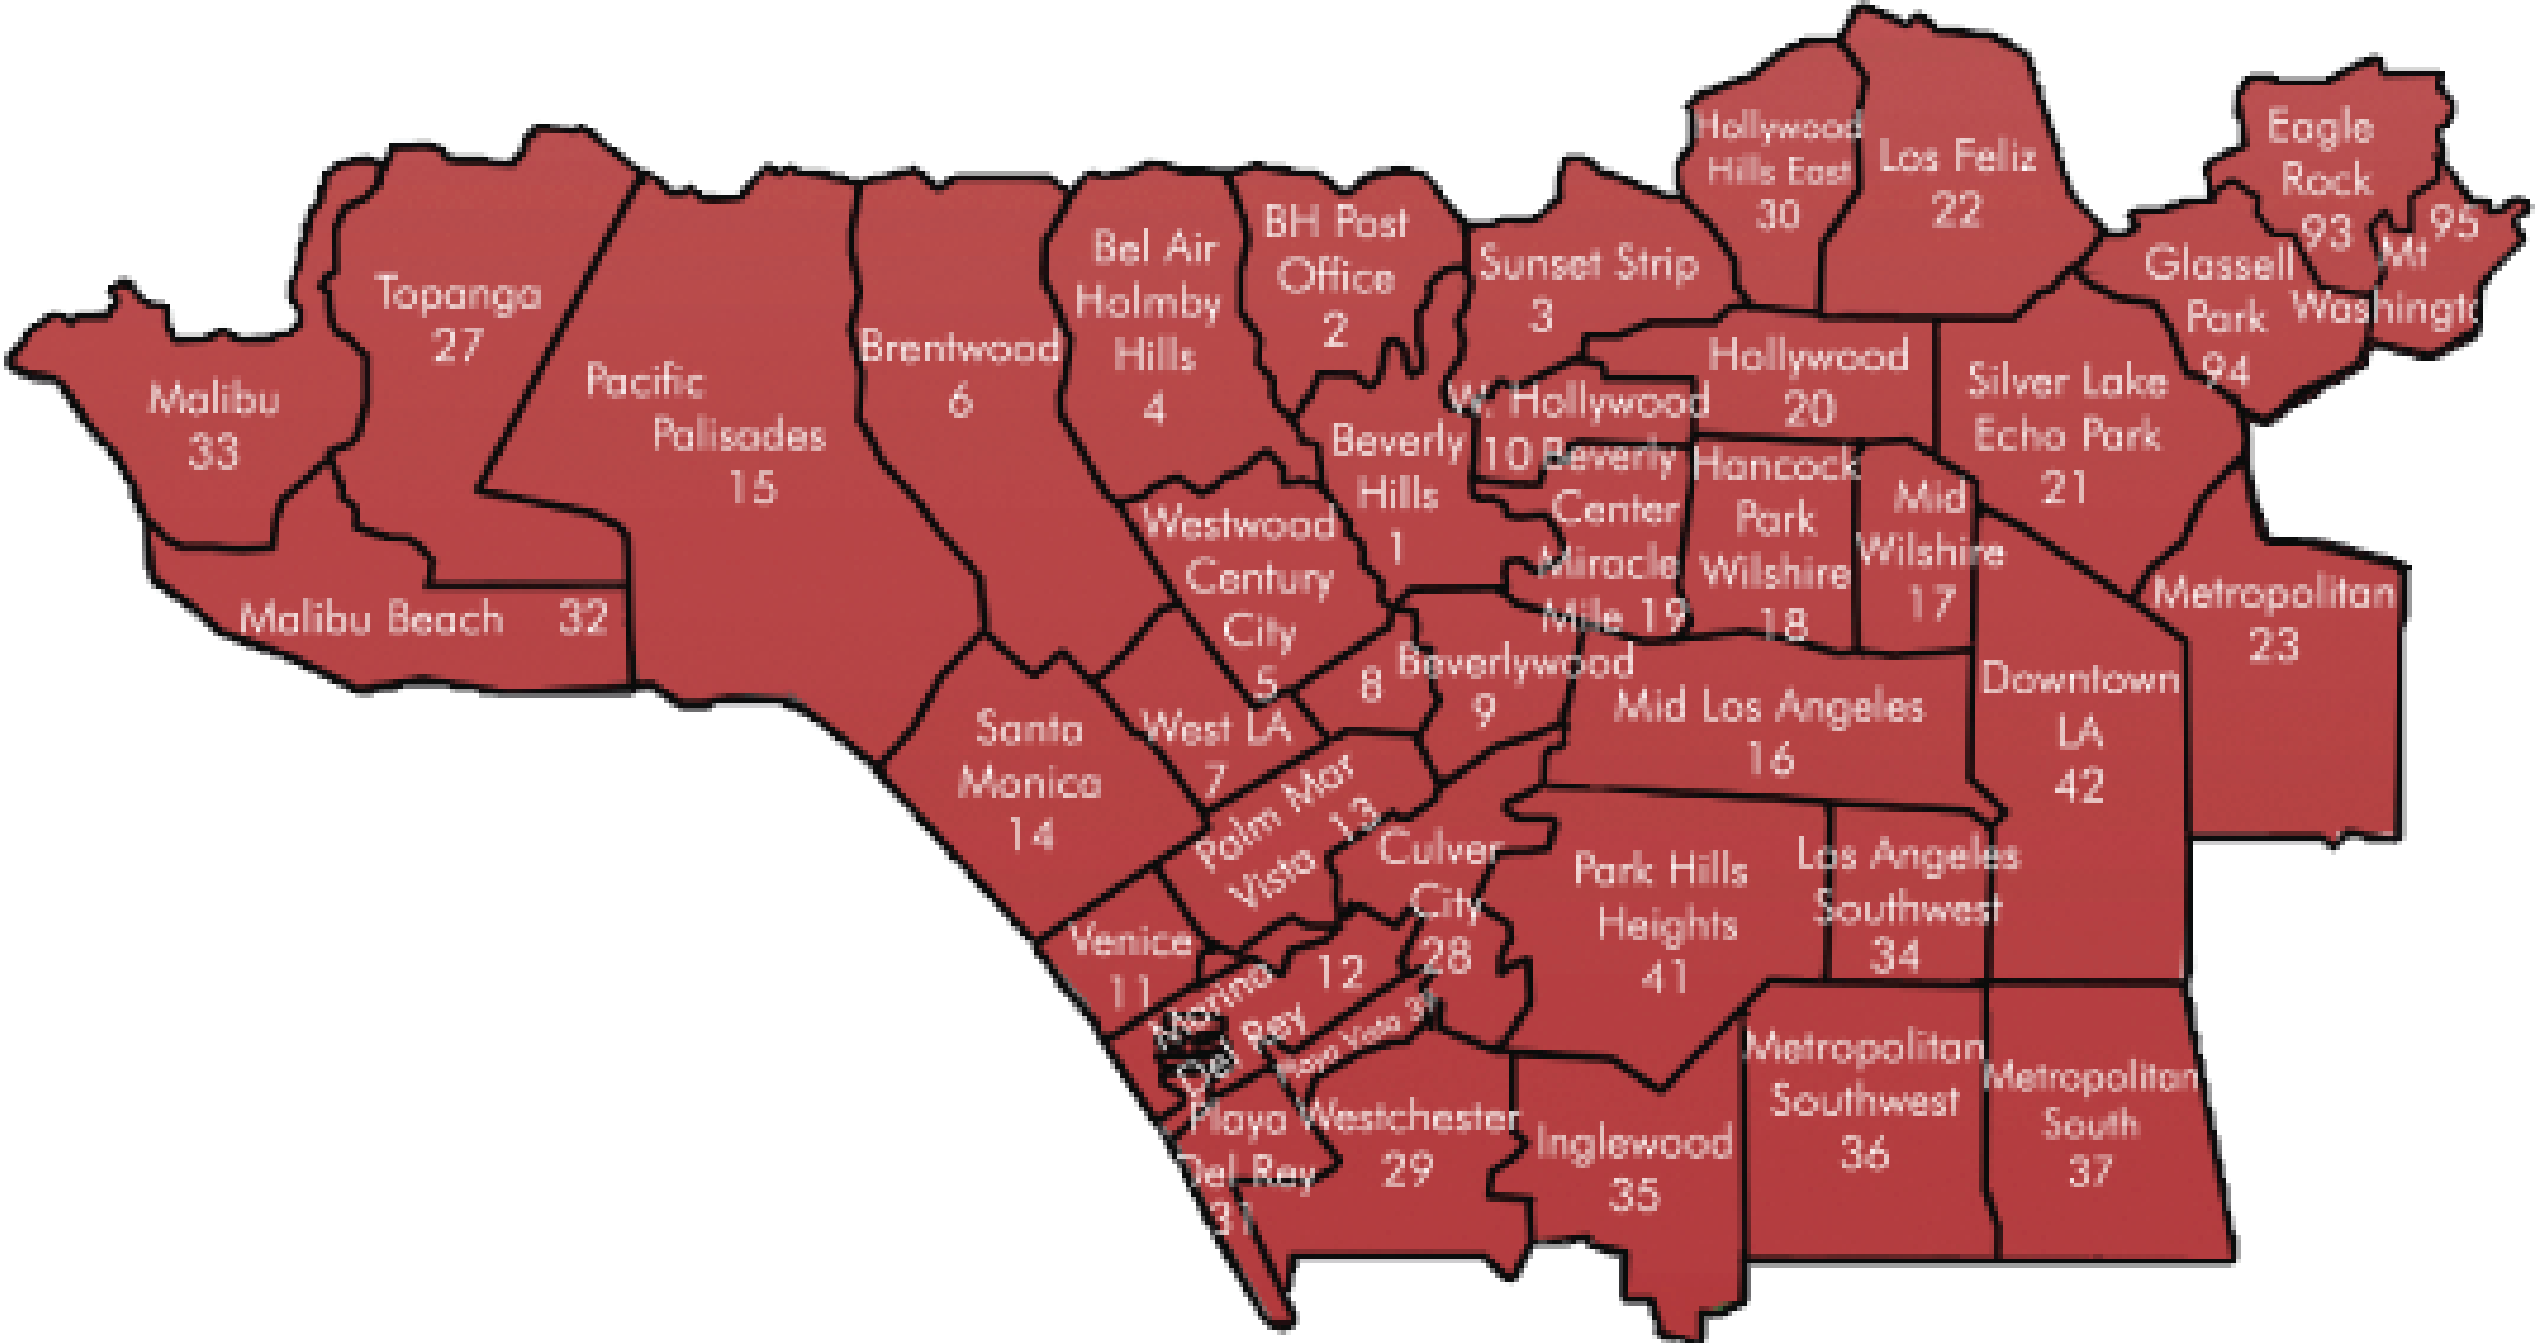 Hollywood
Hills East
30
Los Feliz
22
Eagle
Rock
93
95
Mt
Washingt
Glassell
Park
94
Topanga
27
Malibu
33
Malibu Beach 32
Pacific
Palisades
15
Brentwood
6
Bel Air
Holmby
Hills
4
BH Post
Office
2
Sunset Strip
3
Hollywood
20
Silver Lake
Echo Park
21
W. Hollywood
10
Beverly
Hills
1
Beverly
Center
Miracle
Mile 19
Hancock
Park
Wilshire
18
Mid
Wilshire
17
Westwood
Century
City
5
Metropolitan
23
8
Beverlywood
9
Mid Los Angeles
16
Downtown
LA
42
Santa
Monica
14
West LA
7
Palm Mar
Vista 13
Culver
City
28
Park Hills
Heights
41
Los Angeles
Southwest
34
Venice
11
Marina
Del Rey
12
Playa Vista
Playa
Del Rey
31
Westchester
29
Inglewood
35
Metropolitan
Southwest
36
Metropolitan
South
37